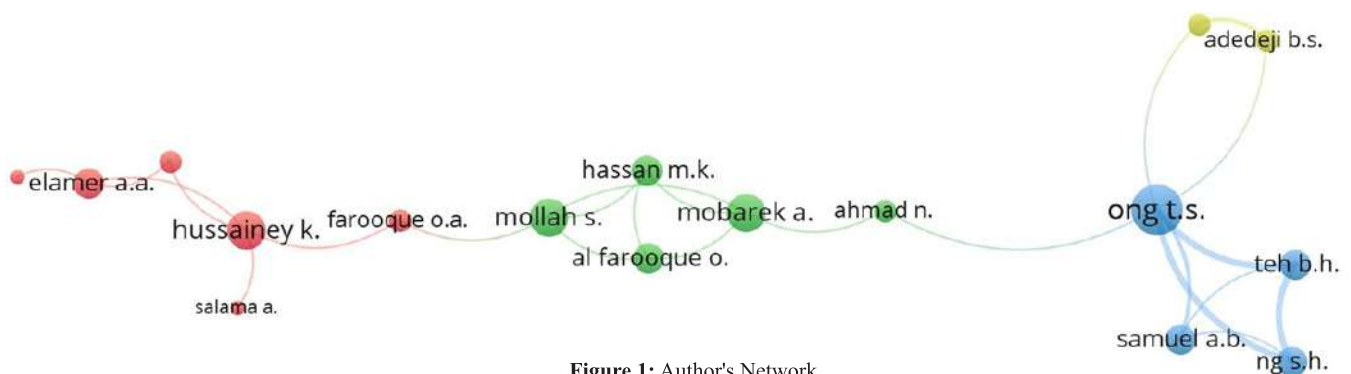 adedeji b.s.
hassan m.k.
elamer a.a.
hussainey k.
farooque o.a.
mollah s.
mobarek a.
ahmad n.
ong t.s.
al farooque o.
teh b.h.
salama a.
samuel a.b.
ng s.h.
Figure 1: Author's Network